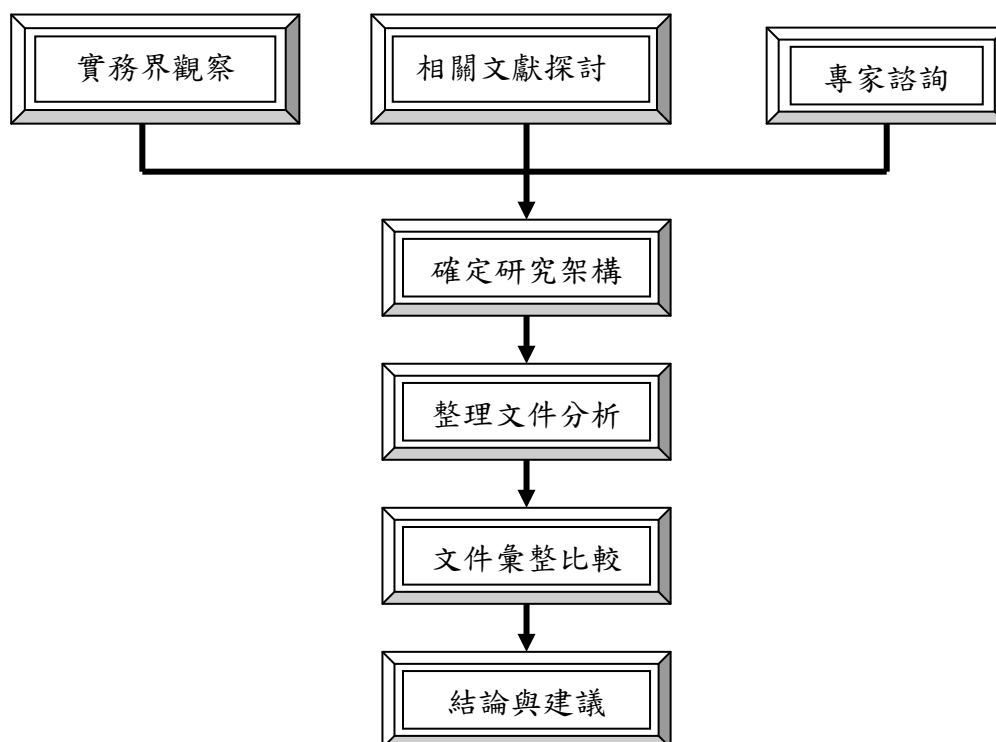 實務界觀察
相關文獻探討
專家諮詢
確定研究架構
整理文件分析
文件彙整比較
結論與建議